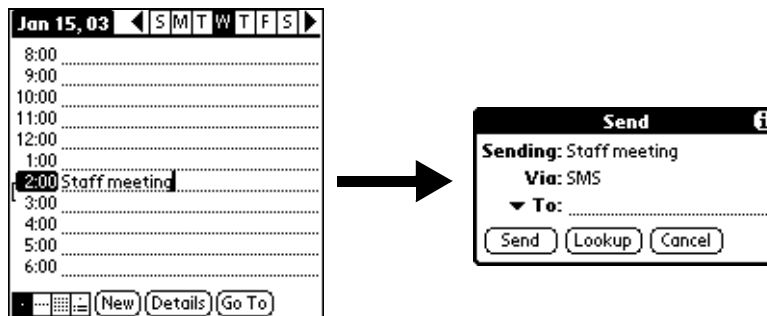 Jan 15, 03 S M T W T F S
8:00
9:00
10:00
11:00
12:00
1:00
2:00 Staff meeting
3:00
4:00
5:00
6:00
New Details Go To
Send i
Sending: Staff meeting
Via: SMS
To:
Send Lookup Cancel